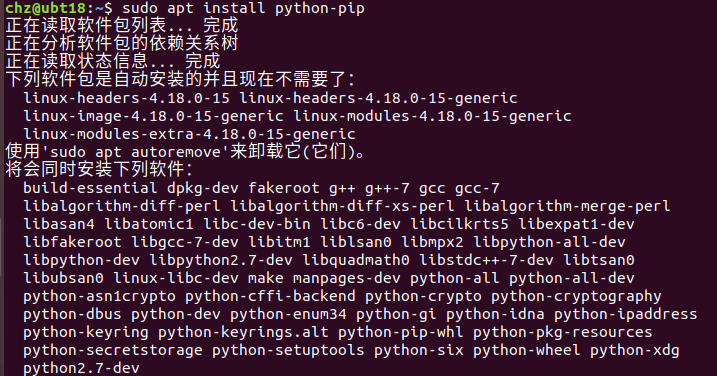 chz@ubt18:~$ sudo apt install python-pip
正在读取软件包列表... 完成
正在分析软件包的依赖关系树
正在读取状态信息... 完成
下列软件包是自动安装的并且现在不需要了：
  linux-headers-4.18.0-15 linux-headers-4.18.0-15-generic
  linux-image-4.18.0-15-generic linux-modules-4.18.0-15-generic
  linux-modules-extra-4.18.0-15-generic
使用'sudo apt autoremove'来卸载它(它们)。
将会同时安装下列软件：
  build-essential dpkg-dev fakeroot g++ g++-7 gcc gcc-7
  libalgorithm-diff-perl libalgorithm-diff-xs-perl libalgorithm-merge-perl
  libasan4 libatomic1 libc-dev-bin libc6-dev libcilkrts5 libexpat1-dev
  libfakeroot libgcc-7-dev libitm1 liblsan0 libmpx2 libpython-all-dev
  libpython-dev libpython2.7-dev libquadmath0 libstdc++-7-dev libtsan0
  libubsan0 linux-libc-dev make manpages-dev python-all python-all-dev
  python-asn1crypto python-cffi-backend python-crypto python-cryptography
  python-dbus python-dev python-enum34 python-gi python-idna python-ipaddress
  python-keyring python-keyrings.alt python-pip-whl python-pkg-resources
  python-secretstorage python-setuptools python-six python-wheel python-xdg
  python2.7-dev